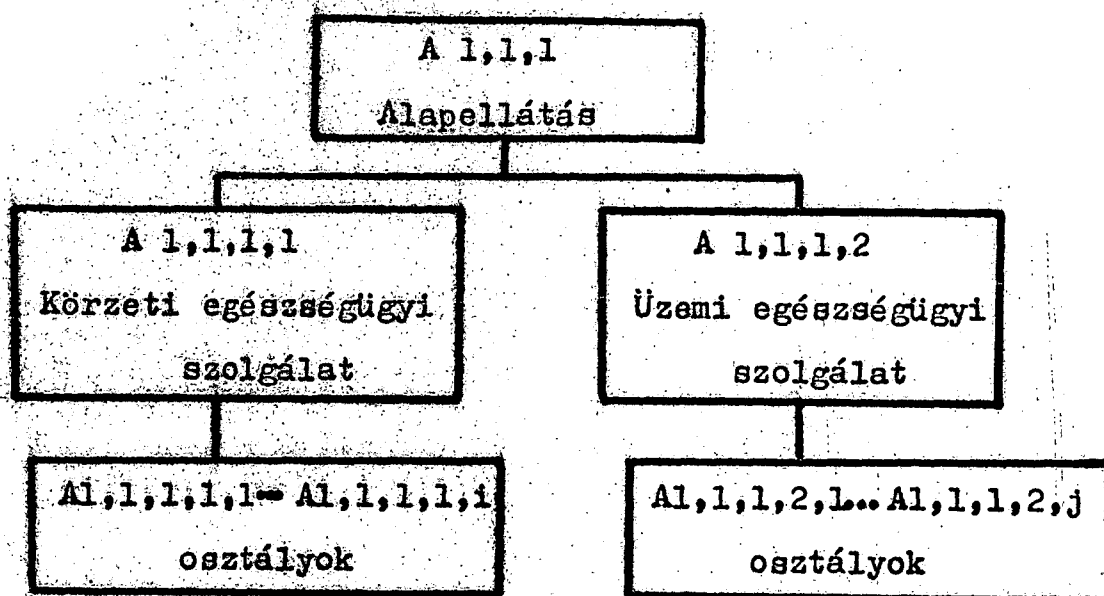 A 1,1,1
Alapellátás
A 1,1,1,1
Körzeti egészségügyi
szolgálat
A 1,1,1,2
Üzemi egészségügyi
szolgálat
A1,1,1,1,1... A1,1,1,1,i
osztályok
A1,1,1,2,1... A1,1,1,2,j
osztályok